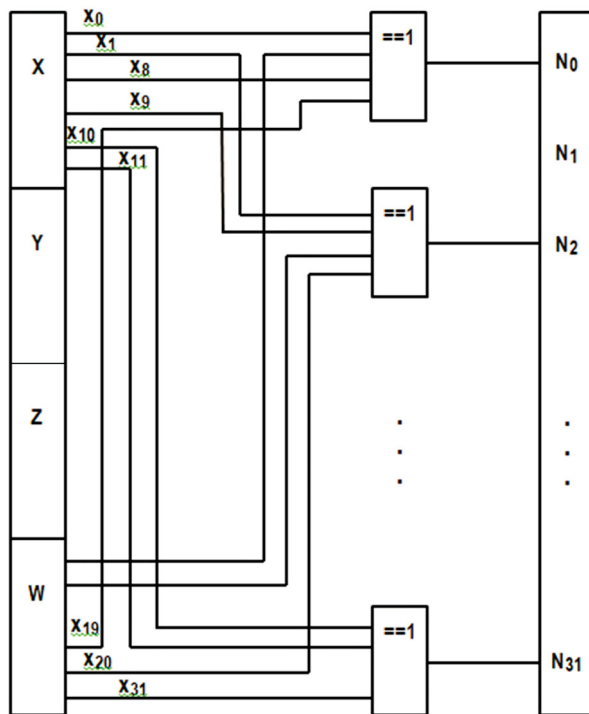 X0
X1
X
X8
X9
X10
X11
==1
N0
N1
Y
==1
N2
Z
.
.
.
.
.
.
W
X19
X20
X31
==1
N31